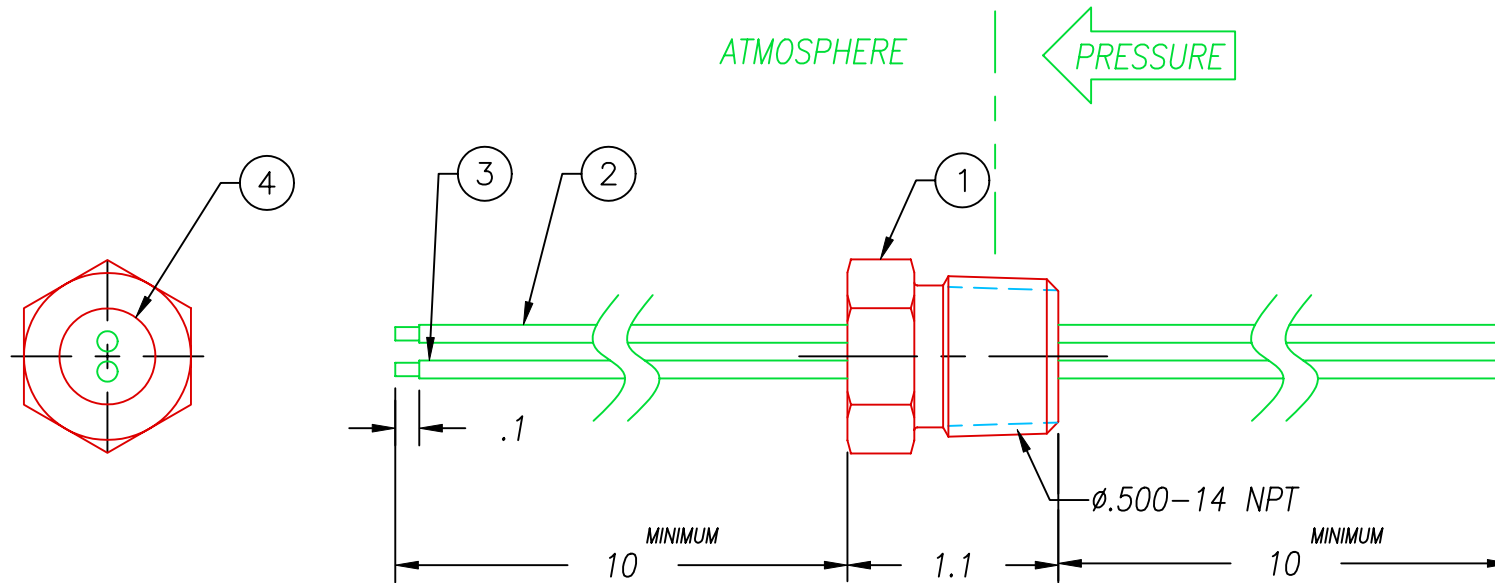 ATMOSPHERE
PRESSURE
4
3
2
1
.1
ø.500-14 NPT
MINIMUM
10
1.1
MINIMUM
10